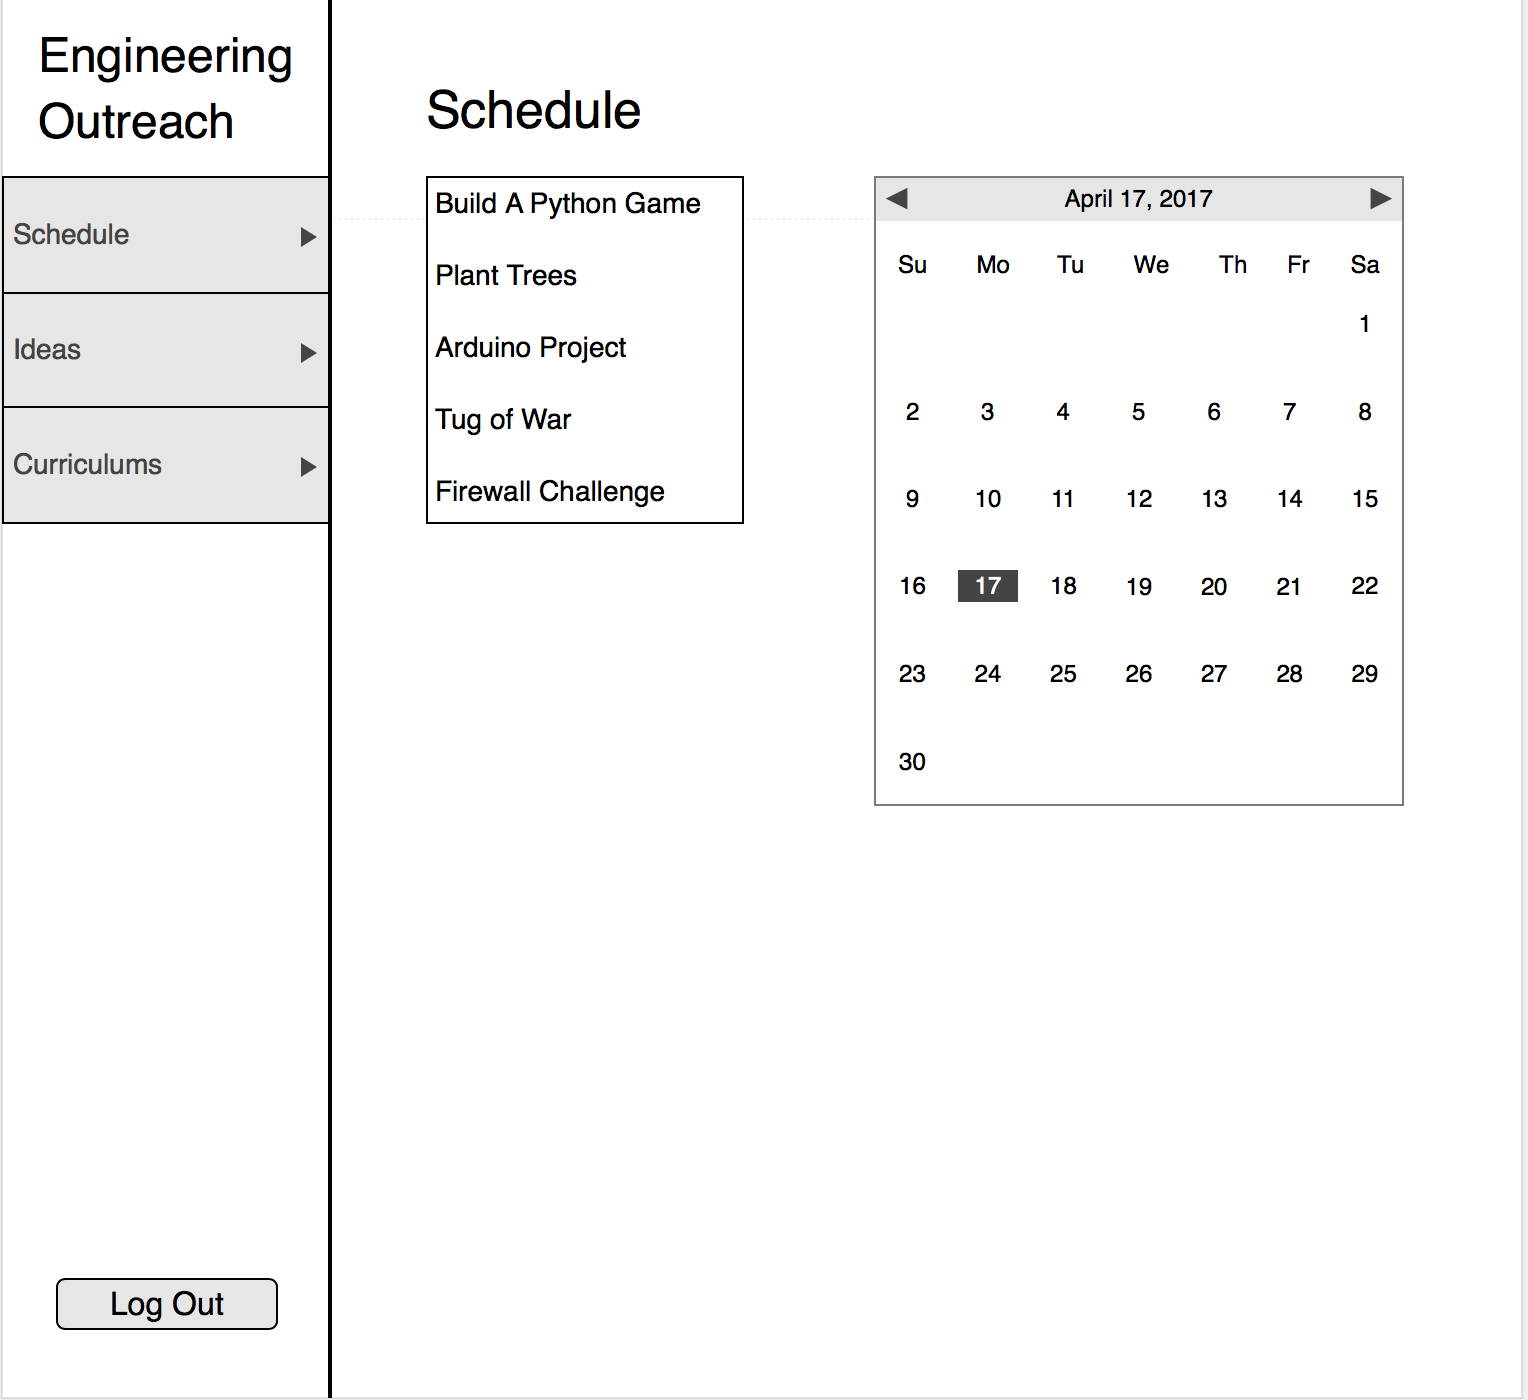 Engineering
Outreach
Schedule
Ideas
Curriculums
Log Out
Schedule
Build A Python Game
Plant Trees
Arduino Project
Tug of War
Firewall Challenge
April 17, 2017
Su Mo Tu We Th Fr Sa
1
2 3 4 5 6 7 8
9 10 11 12 13 14 15
16 17 18 19 20 21 22
23 24 25 26 27 28 29
30